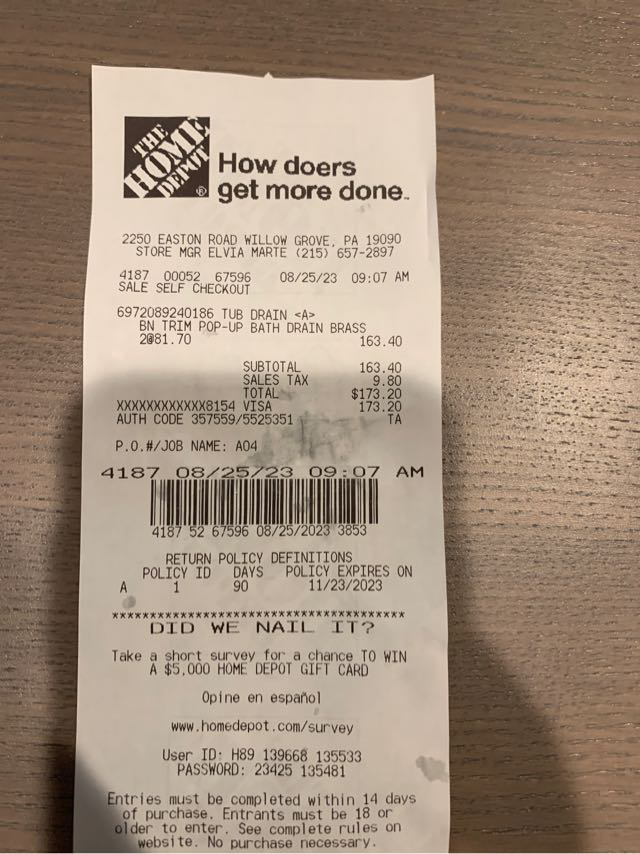 THE
HOME
DEPOT
®
How doers
get more done™
2250 EASTON ROAD WILLOW GROVE, PA 19090
STORE MGR ELVIA MARTE (215) 657-2897
4187 00052 67596 08/25/23 09:07 AM
SALE SELF CHECKOUT
6972089240186 TUB DRAIN <A>
BN TRIM POP-UP BATH DRAIN BRASS
2@81.70 163.40
SUBTOTAL 163.40
SALES TAX 9.80
TOTAL $173.20
XXXXXXXXXXXX8154 VISA 173.20
AUTH CODE 357559/5525351 TA
P.O.#/JOB NAME: A04
4187 08/25/23 09:07 AM
4187 52 67596 08/25/2023 3853
RETURN POLICY DEFINITIONS
POLICY ID DAYS POLICY EXPIRES ON
A 1 90 11/23/2023
*******************************************
DID WE NAIL IT?
Take a short survey for a chance TO WIN
A $5,000 HOME DEPOT GIFT CARD
Opine en español
www.homedepot.com/survey
User ID: H89 139668 135533
PASSWORD: 23425 135481
Entries must be completed within 14 days
of purchase. Entrants must be 18 or
older to enter. See complete rules on
website. No purchase necessary.